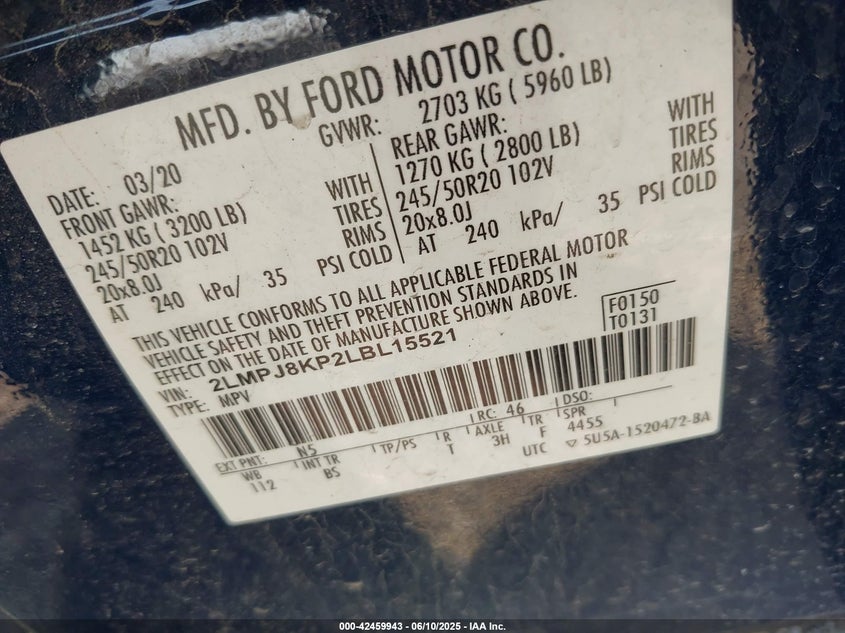 MFD. BY FORD MOTOR CO.
DATE: 03/20
GVWR: 2703 KG ( 5960 LB)
FRONT GAWR:
1452 KG ( 3200 LB) WITH
245/50R20 102V TIRES
20x8.0J RIMS
AT 240 kPa/ 35 PSI COLD
REAR GAWR:
1270 KG ( 2800 LB) WITH
245/50R20 102V TIRES
20x8.0J RIMS
AT 240 kPa/ 35 PSI COLD
THIS VEHICLE CONFORMS TO ALL APPLICABLE FEDERAL MOTOR
VEHICLE SAFETY AND THEFT PREVENTION STANDARDS IN
EFFECT ON THE DATE OF MANUFACTURE SHOWN ABOVE.
F0150
T0131
VIN: 2LMPJ8KP2LBL15521
TYPE: MPV
EXT PNT: N5 RC: 46 DSO:
WB INT TR TP/PS R AXLE TR SPR
112 BS T 3H F 4455
UTC 5U5A-1520472-BA
000-42459943 - 06/10/2025 - IAA Inc.